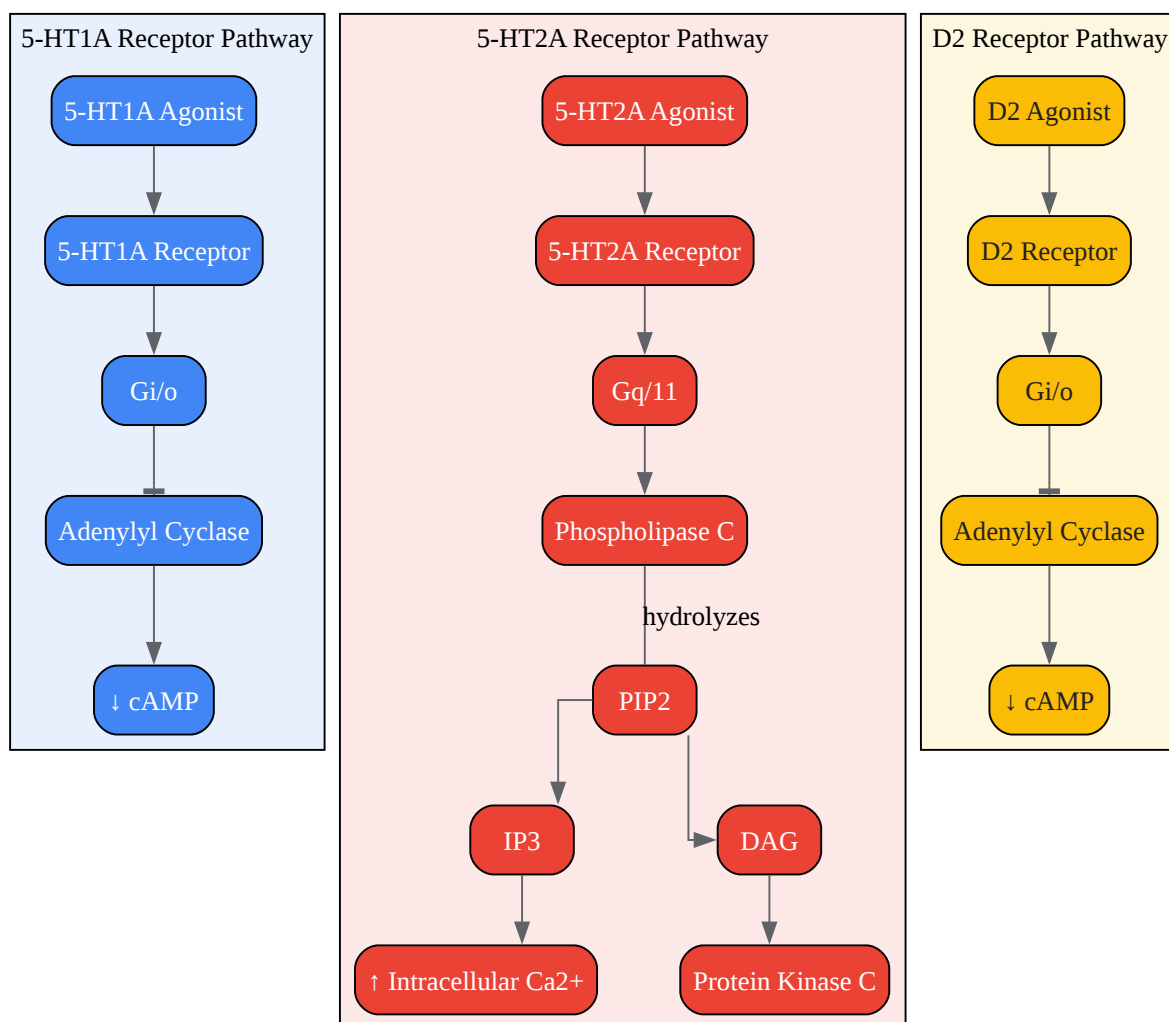 5-HT1A Receptor Pathway
5-HT1A Agonist
5-HT1A Receptor
Gi/o
Adenylyl Cyclase
↓ cAMP
5-HT2A Receptor Pathway
5-HT2A Agonist
5-HT2A Receptor
Gq/11
Phospholipase C
hydrolyzes
PIP2
IP3
DAG
↑ Intracellular Ca2+
Protein Kinase C
D2 Receptor Pathway
D2 Agonist
D2 Receptor
Gi/o
Adenylyl Cyclase
↓ cAMP